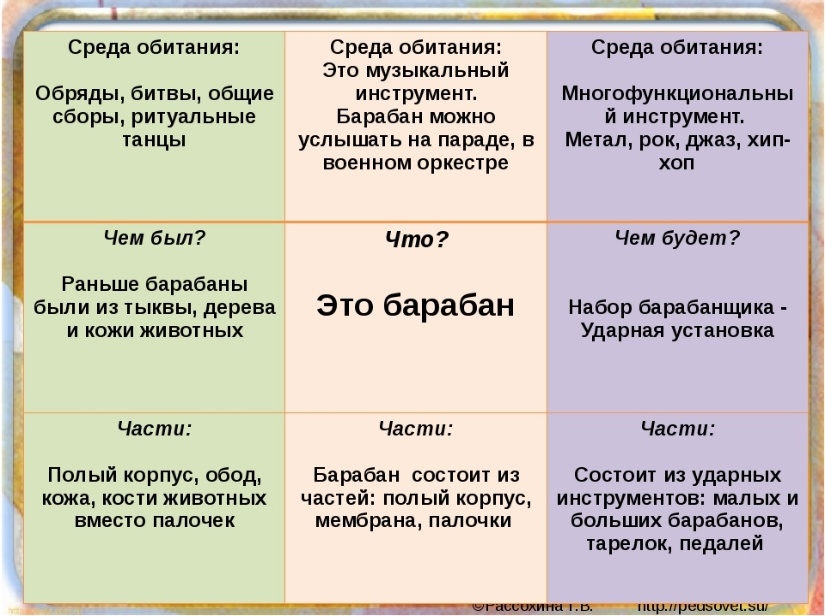 Среда обитания:
Обряды, битвы, общие
сборы, ритуальные
танцы
Среда обитания:
Это музыкальный
инструмент.
Барабан можно
услышать на параде, в
военном оркестре
Среда обитания:
Многофункциональны
й инструмент.
Метал, рок, джаз, хип-
хоп
Чем был?
Раньше барабаны
были из тыквы, дерева
и кожи животных
Что?
Это барабан
Чем будет?
Набор барабанщика -
Ударная установка
Части:
Полый корпус, обод,
кожа, кости животных
вместо палочек
Части:
Барабан состоит из
частей: полый корпус,
мембрана, палочки
Части:
Состоит из ударных
инструментов: малых и
больших барабанов,
тарелок, педалей
©Рассохина Г.В. http://pedsovet.su/